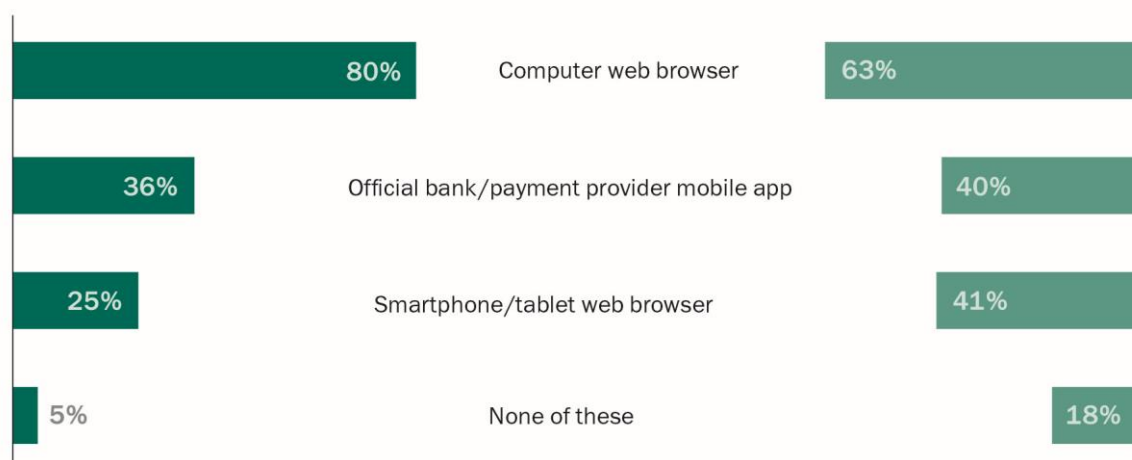 80% Computer web browser 63%
36% Official bank/payment provider mobile app 40%
25% Smartphone/tablet web browser 41%
5% None of these 18%